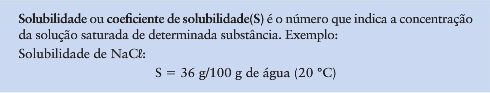 Solubilidade ou coeficiente de solubilidade(S) é o número que indica a concentração
da solução saturada de determinada substância. Exemplo:
Solubilidade de NaCℓ:
S = 36 g/100 g de água (20 °C)